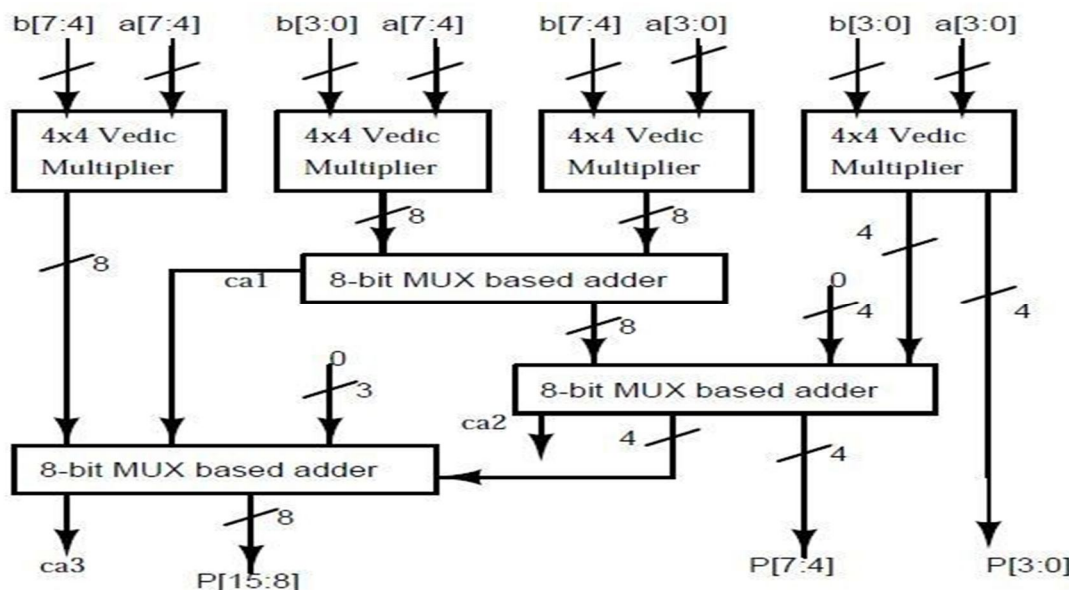 b[7:4] a[7:4] b[3:0] a[7:4] b[7:4] a[3:0] b[3:0] a[3:0]
4x4 Vedic
Multiplier
4x4 Vedic
Multiplier
4x4 Vedic
Multiplier
4x4 Vedic
Multiplier
8
8
4
8
ca1
8-bit MUX based adder
0
4
4
8
0
3
8-bit MUX based adder
ca2
4
4
8-bit MUX based adder
8
ca3
P[15:8]
P[7:4]
P[3:0]